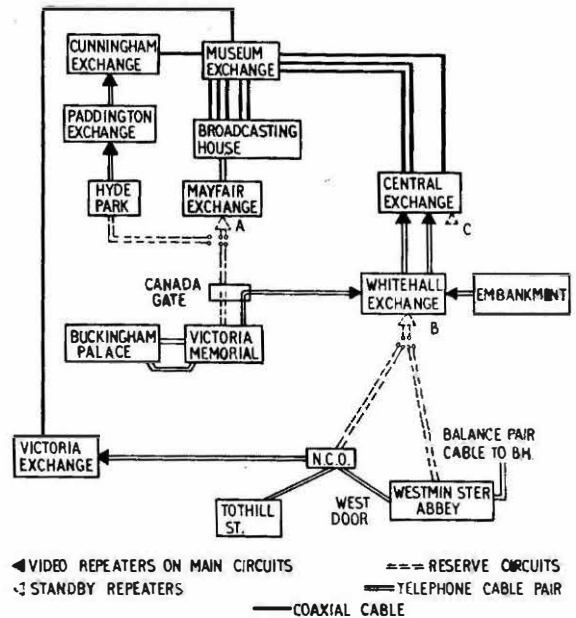 CUNNINGHAM
EXCHANGE
MUSEUM
EXCHANGE
PADDINGTON
EXCHANGE
BROADCASTING
HOUSE
HYDE
PARK
MAYFAIR
EXCHANGE
CENTRAL
EXCHANGE
A
C
CANADA
GATE
WHITEHALL
EXCHANGE
EMBANKMENT
BUCKINGHAM
PALACE
VICTORIA
MEMORIAL
B
VICTORIA
EXCHANGE
N.C.O.
BALANCE PAIR
CABLE TO B.H.
TOTHILL
ST.
WEST
DOOR
WESTMINSTER
ABBEY
VIDEO REPEATERS ON MAIN CIRCUITS
RESERVE CIRCUITS
STANDBY REPEATERS
TELEPHONE CABLE PAIR
COAXIAL CABLE